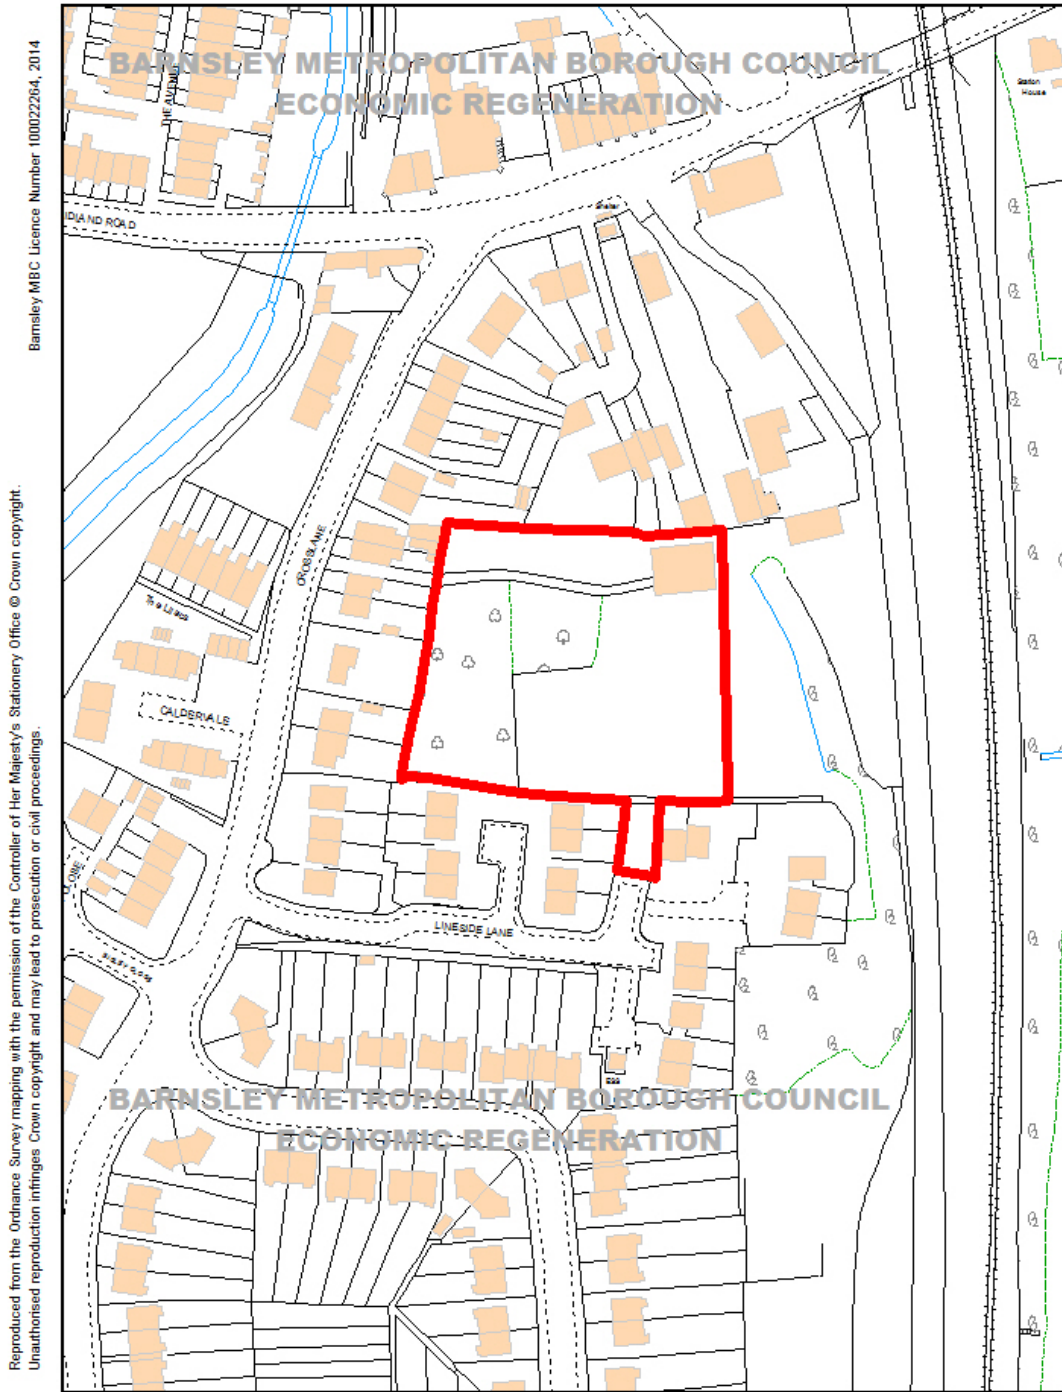 Reproduced from the Ordnance Survey mapping with the permission of the Controller of Her Majesty's Stationery Office © Crown copyright.
Unauthorised reproduction infringes Crown copyright and may lead to prosecution or civil proceedings.
Barnsley MBC Licence Number 100022264, 2014
BARNSLEY METROPOLITAN BOROUGH COUNCIL
ECONOMIC REGENERATION
THE AVENUE
Station
House
IDLAND ROAD
Shelter
CROSS LANE
The Lilacs
CALDERVALE
LINESIDE LANE
ESS
BARNSLEY METROPOLITAN BOROUGH COUNCIL
ECONOMIC REGENERATION